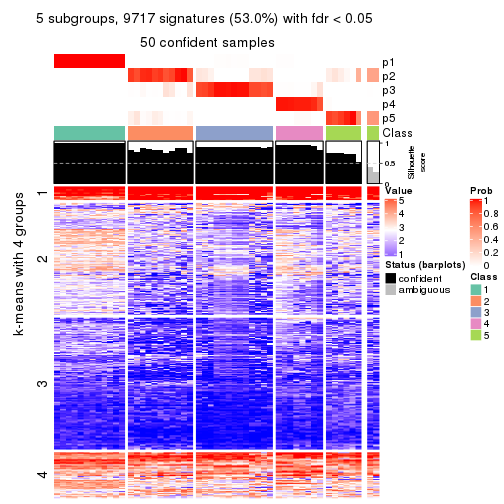 5 subgroups, 9717 signatures (53.0%) with fdr < 0.05
50 confident samples
p1
p2
p3
p4
p5
Class
1
0.5
0
Silhouette
score
k-means with 4 groups
1
2
3
4
Value
5
4
3
2
1
Status (barplots)
confident
ambiguous
Prob
1
0.8
0.6
0.4
0.2
0
Class
1
2
3
4
5